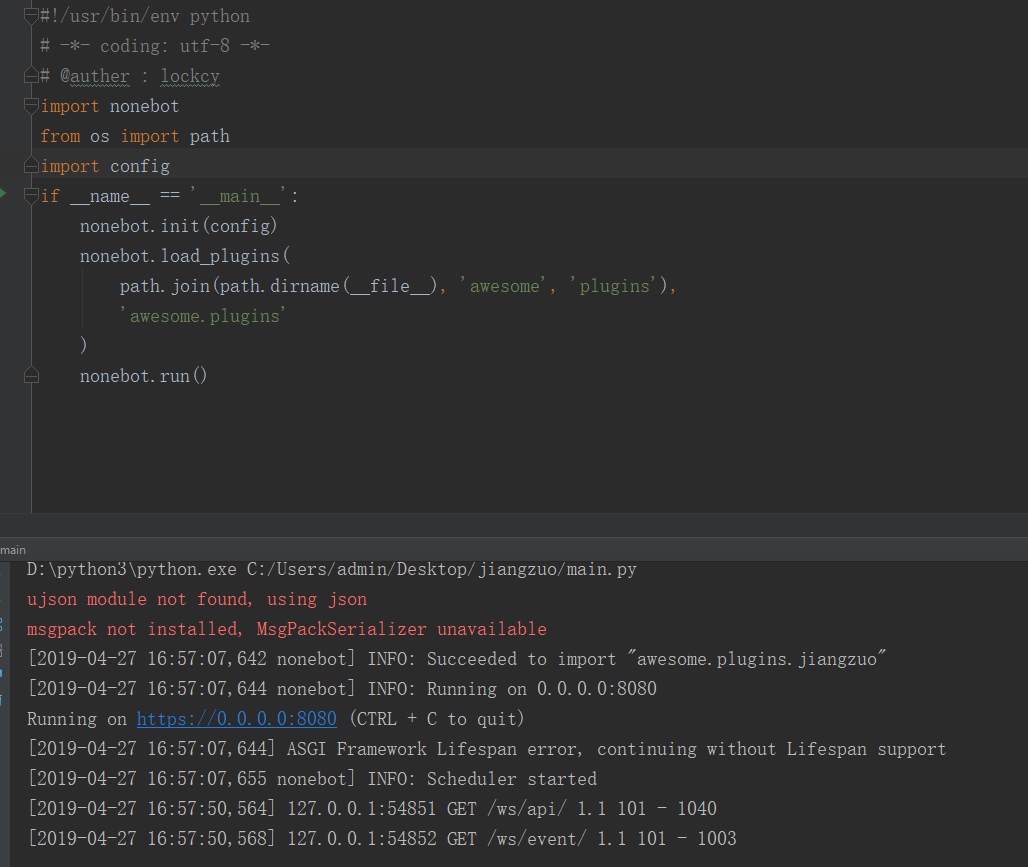 #!/usr/bin/env python
# -*- coding: utf-8 -*-
# @auther : lockcy
import nonebot
from os import path
import config
if __name__ == '__main__':
nonebot.init(config)
nonebot.load_plugins(
path.join(path.dirname(__file__), 'awesome', 'plugins'),
'awesome.plugins'
)
nonebot.run()
main
D:\python3\python.exe C:/Users/admin/Desktop/jiangzuo/main.py
ujson module not found, using json
msgpack not installed, MsgPackSerializer unavailable
[2019-04-27 16:57:07,642 nonebot] INFO: Succeeded to import "awesome.plugins.jiangzuo"
[2019-04-27 16:57:07,644 nonebot] INFO: Running on 0.0.0.0:8080
Running on https://0.0.0.0:8080 (CTRL + C to quit)
[2019-04-27 16:57:07,644] ASGI Framework Lifespan error, continuing without Lifespan support
[2019-04-27 16:57:07,655 nonebot] INFO: Scheduler started
[2019-04-27 16:57:50,564] 127.0.0.1:54851 GET /ws/api/ 1.1 101 - 1040
[2019-04-27 16:57:50,568] 127.0.0.1:54852 GET /ws/event/ 1.1 101 - 1003